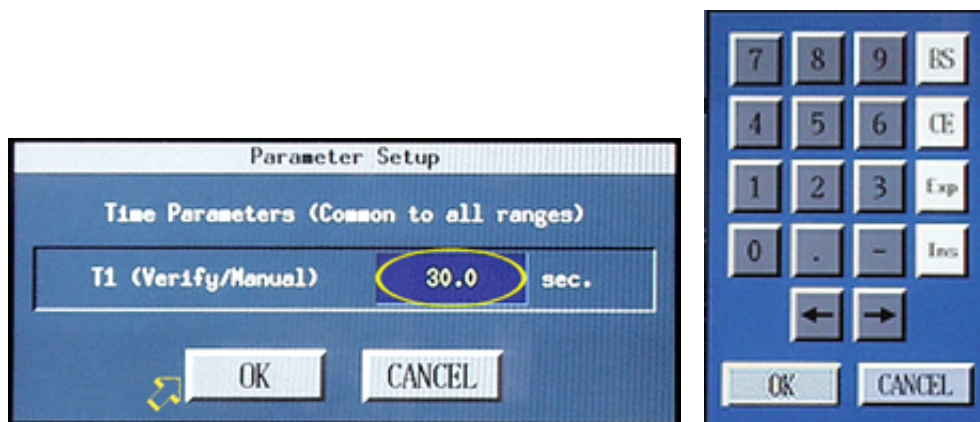 Parameter Setup
Time Parameters (Common to all ranges)
T1 (Verify/Manual) 30.0 sec.
OK CANCEL
7 8 9 BS
4 5 6 CE
1 2 3 Exp
0 . - Ins
← →
OK CANCEL